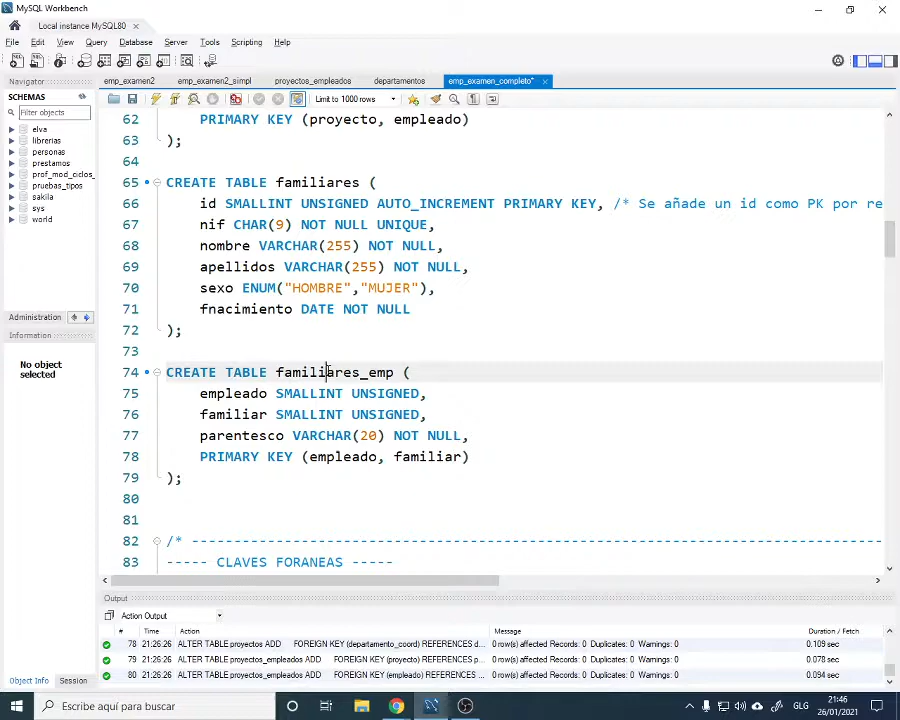 MySQL Workbench
Local instance MySQL80
File Edit View Query Database Server Tools Scripting Help
Navigator
emp_examen2 emp_examen2_simpl proyectos_empleados departamentos emp_examen_completo*
SCHEMAS
Filter objects
Limit to 1000 rows
elva
librerias
personas
prestamos
prof_mod_ciclos_
pruebas_tipos
sakila
sys
world
62 PRIMARY KEY (proyecto, empleado)
63 );
64
65 CREATE TABLE familiares (
66 id SMALLINT UNSIGNED AUTO_INCREMENT PRIMARY KEY, /* Se añade un id como PK por re
67 nif CHAR(9) NOT NULL UNIQUE,
68 nombre VARCHAR(255) NOT NULL,
69 apellidos VARCHAR(255) NOT NULL,
70 sexo ENUM("HOMBRE","MUJER"),
71 fnacimiento DATE NOT NULL
72 );
73
74 CREATE TABLE familiares_emp (
75 empleado SMALLINT UNSIGNED,
76 familiar SMALLINT UNSIGNED,
77 parentesco VARCHAR(20) NOT NULL,
78 PRIMARY KEY (empleado, familiar)
79 );
80
81
82 /* --------------------------------------------------------------------------------
83 ----- CLAVES FORANEAS -----
Administration
Information
No object
selected
Object Info Session
Output
Action Output
# Time Action Message Duration / Fetch
78 21:26:26 ALTER TABLE proyectos ADD FOREIGN KEY (departamento_coord) REFERENCES d... 0 row(s) affected Records: 0 Duplicates: 0 Warnings: 0 0.109 sec
79 21:26:26 ALTER TABLE proyectos_empleados ADD FOREIGN KEY (proyecto) REFERENCES p... 0 row(s) affected Records: 0 Duplicates: 0 Warnings: 0 0.078 sec
80 21:26:26 ALTER TABLE proyectos_empleados ADD FOREIGN KEY (empleado) REFERENCES ... 0 row(s) affected Records: 0 Duplicates: 0 Warnings: 0 0.094 sec
Escribe aquí para buscar
GLG
21:46
26/01/2021